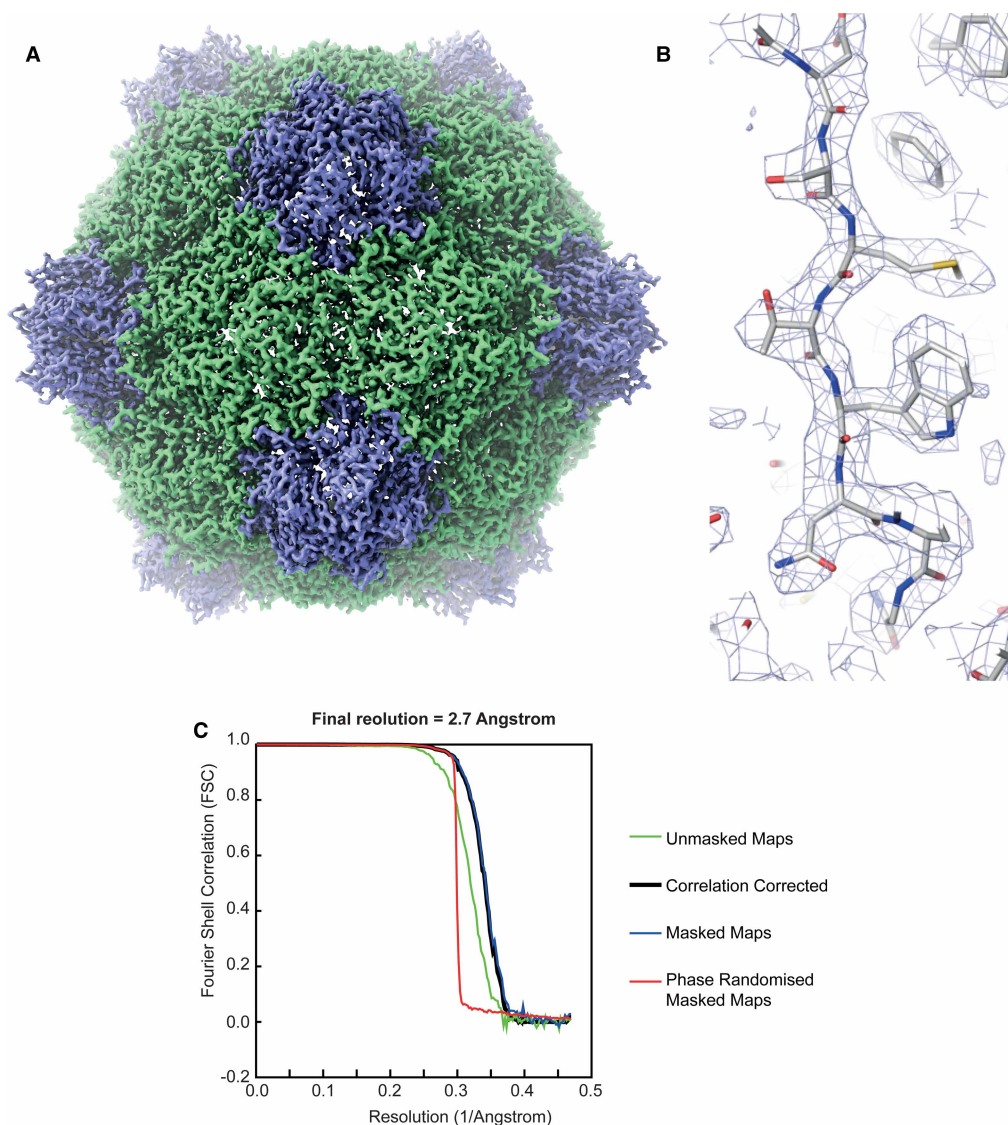 A
B
C
Final reolution = 2.7 Angstrom
1.0
0.8
0.6
0.4
0.2
0.0
-0.2
Fourier Shell Correlation (FSC)
0.0 0.1 0.2 0.3 0.4 0.5
Resolution (1/Angstrom)
Unmasked Maps
Correlation Corrected
Masked Maps
Phase Randomised
Masked Maps